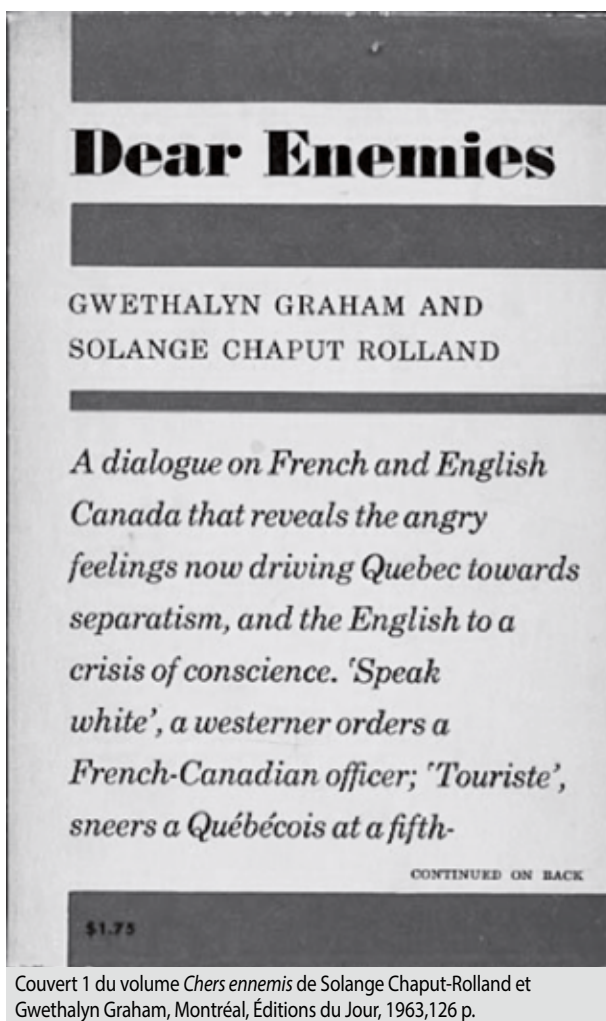 Dear Enemies
GWETHALYN GRAHAM AND
SOLANGE CHAPUT ROLLAND
A dialogue on French and English
Canada that reveals the angry
feelings now driving Quebec towards
separatism, and the English to a
crisis of conscience. 'Speak
white', a westerner orders a
French-Canadian officer; 'Touriste',
sneers a Québécois at a fifth-
CONTINUED ON BACK
$1.75
Couvert 1 du volume Chers ennemis de Solange Chaput-Rolland et
Gwethalyn Graham, Montréal, Éditions du Jour, 1963,126 p.